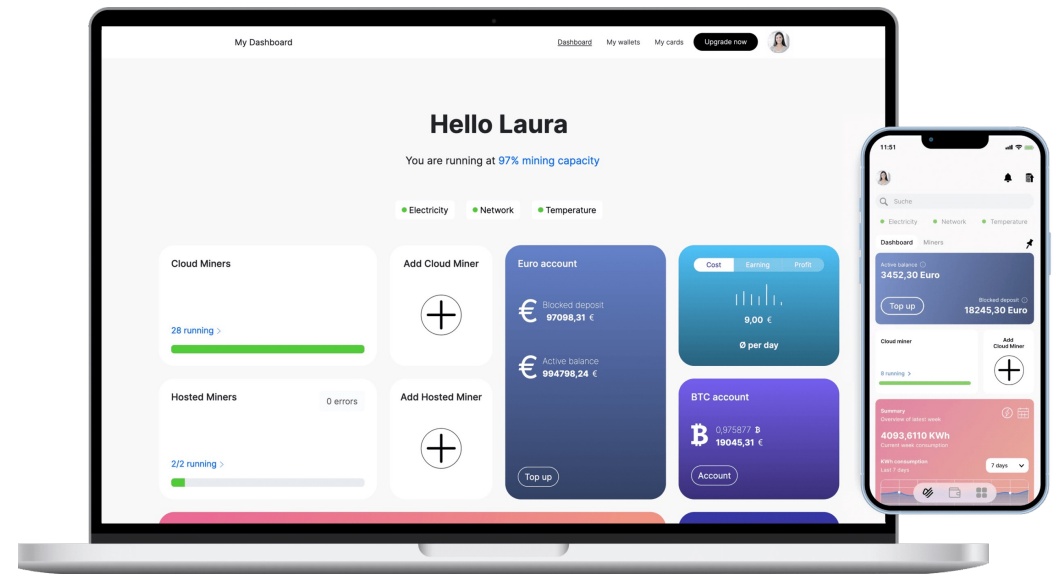 My Dashboard
Dashboard My wallets My cards Upgrade now
Hello Laura
You are running at 97% mining capacity
Electricity Network Temperature
Cloud Miners
28 running >
Add Cloud Miner
Euro account
€ Blocked deposit
97098,31 €
€ Active balance
994798,24 €
Top up
Cost Earning Profit
9,00 €
Ø per day
Hosted Miners
0 errors
2/2 running >
Add Hosted Miner
BTC account
0,975877 ₿
19045,31 €
Account
11:51
Suche
Electricity Network Temperature
Dashboard Miners
Active balance
3452,30 Euro
Top up
Blocked deposit
18245,30 Euro
Cloud miner
8 running >
Add
Cloud Miner
Summary
Overview of latest week
4093,6110 KWh
Current week consumption
KWh consumption
Last 7 days
7 days